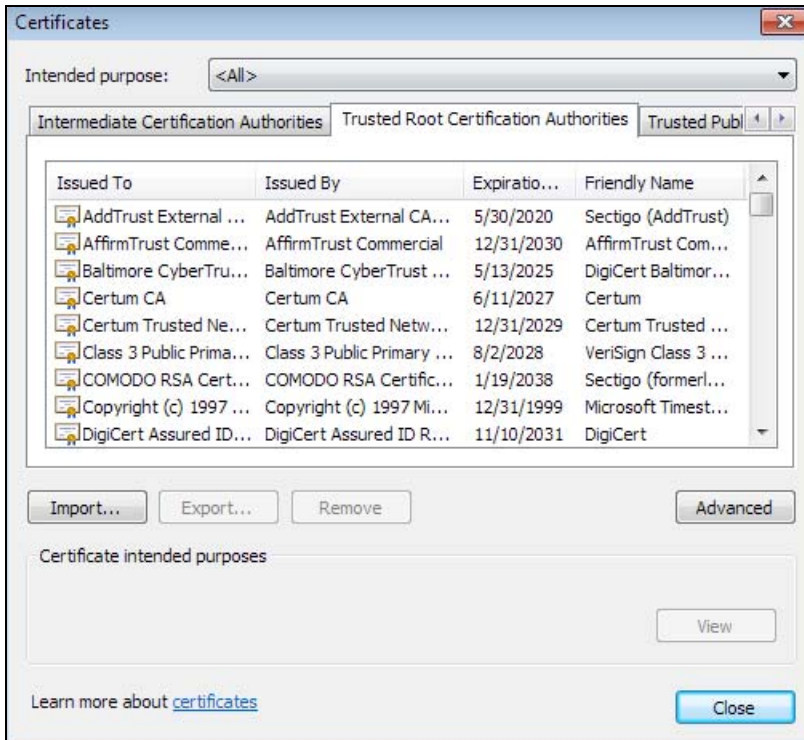 Certificates
Intended purpose: <All>
Intermediate Certification Authorities Trusted Root Certification Authorities Trusted Publ
Issued To Issued By Expiratio... Friendly Name
AddTrust External ... AddTrust External CA... 5/30/2020 Sectigo (AddTrust)
AffirmTrust Comme... AffirmTrust Commercial 12/31/2030 AffirmTrust Com...
Baltimore CyberTru... Baltimore CyberTrust ... 5/13/2025 DigiCert Baltimor...
Certum CA Certum CA 6/11/2027 Certum
Certum Trusted Ne... Certum Trusted Netw... 12/31/2029 Certum Trusted ...
Class 3 Public Prima... Class 3 Public Primary ... 8/2/2028 VeriSign Class 3 ...
COMODO RSA Cert... COMODO RSA Certific... 1/19/2038 Sectigo (formerl...
Copyright (c) 1997 ... Copyright (c) 1997 Mi... 12/31/1999 Microsoft Timest...
DigiCert Assured ID... DigiCert Assured ID R... 11/10/2031 DigiCert
Import... Export... Remove Advanced
Certificate intended purposes
View
Learn more about certificates
Close